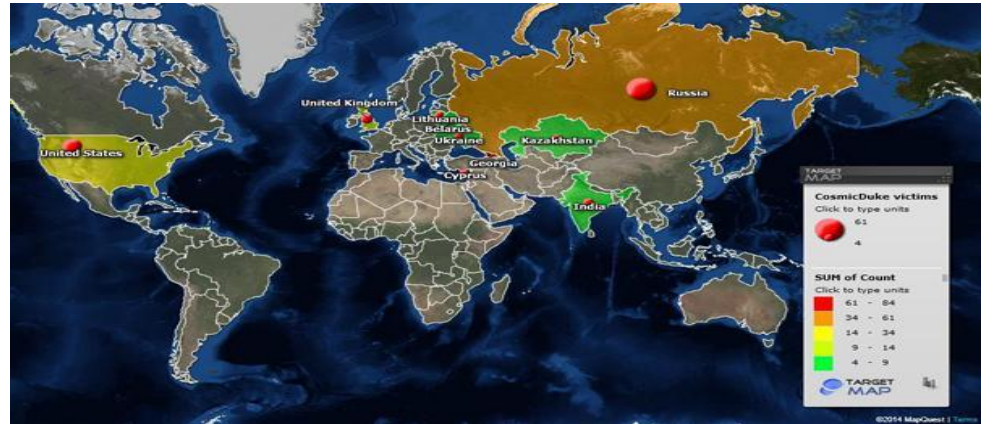 United Kingdom
Lithuania
Belarus
Ukraine
Kazakhstan
Russia
United States
Georgia
Cyprus
India
TARGET
MAP
CosmicDuke victims
Click to type units
61
4
SUM of Count
Click to type units
61 - 84
34 - 61
14 - 34
9 - 14
4 - 9
TARGET
MAP
©2014 MapQuest | Terms